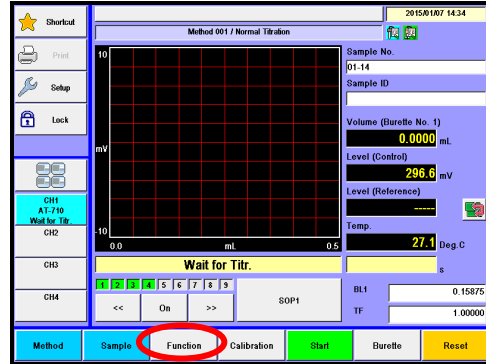 2015/01/07 14:34
Shortcut
Method 001 / Normal Titration
Print
Setup
Lock
10
mV
-10
0.0 mL 0.5
Sample No.
01-14
Sample ID
Volume (Burette No. 1)
0.0000 mL
Level (Control)
296.6 mV
Level (Reference)
-----
Temp.
27.1 Deg.C
CH1
AT-710
Wait for Titr.
CH2
CH3
CH4
Wait for Titr.
s
1 2 3 4 5 6 7 8 9
<< On >>
SOP1
BL1 0.15875
TF 1.00000
Method Sample Function Calibration Start Burette Reset